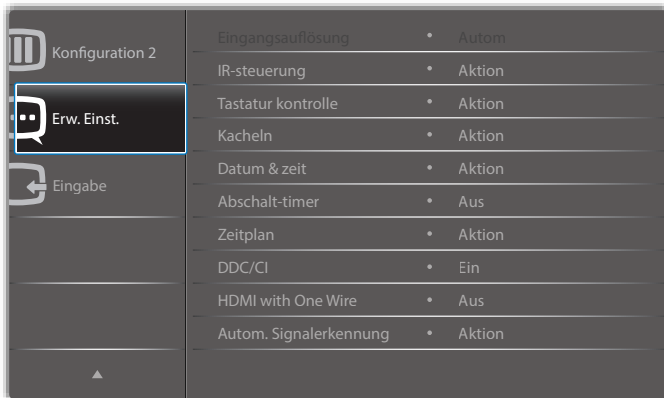 Konfiguration 2
Erw. Einst.
Eingabe
Eingangsauflösung • Autom
IR-steuerung • Aktion
Tastatur kontrolle • Aktion
Kacheln • Aktion
Datum & zeit • Aktion
Abschalt-timer • Aus
Zeitplan • Aktion
DDC/CI • Ein
HDMI with One Wire • Aus
Autom. Signalerkennung • Aktion